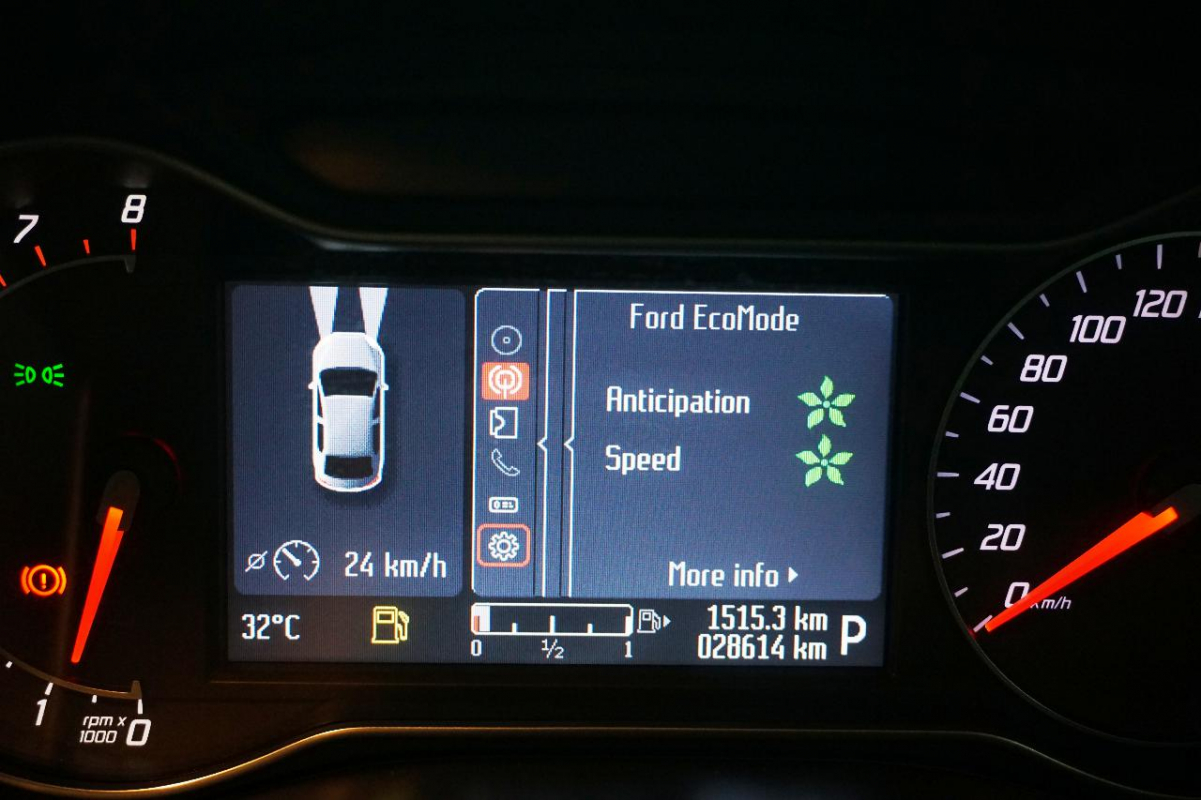 7
8
1
rpm x
1000
0
Ford EcoMode
Anticipation
Speed
More info
24 km/h
32°C
0
1/2
1
1515.3 km
028614 km
P
120
100
80
60
40
20
0
km/h